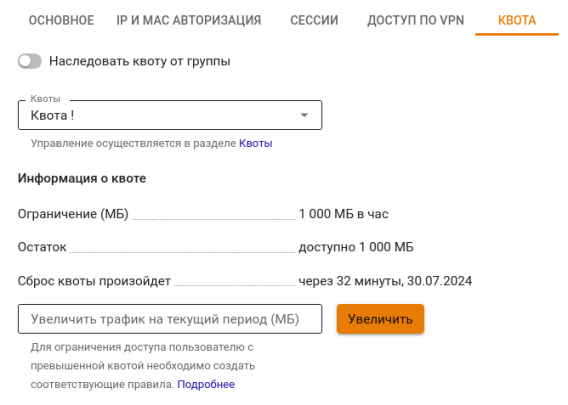 ОСНОВНОЕ IP И MAC АВТОРИЗАЦИЯ СЕССИИ ДОСТУП ПО VPN КВОТА
Наследовать квоту от группы
Квоты
Квота !
Управление осуществляется в разделе Квоты
Информация о квоте
Ограничение (МБ) 1 000 МБ в час
Остаток доступно 1 000 МБ
Сброс квоты произойдет через 32 минуты, 30.07.2024
Увеличить трафик на текущий период (МБ) Увеличить
Для ограничения доступа пользователю с
превышенной квотой необходимо создать
соответствующие правила. Подробнее